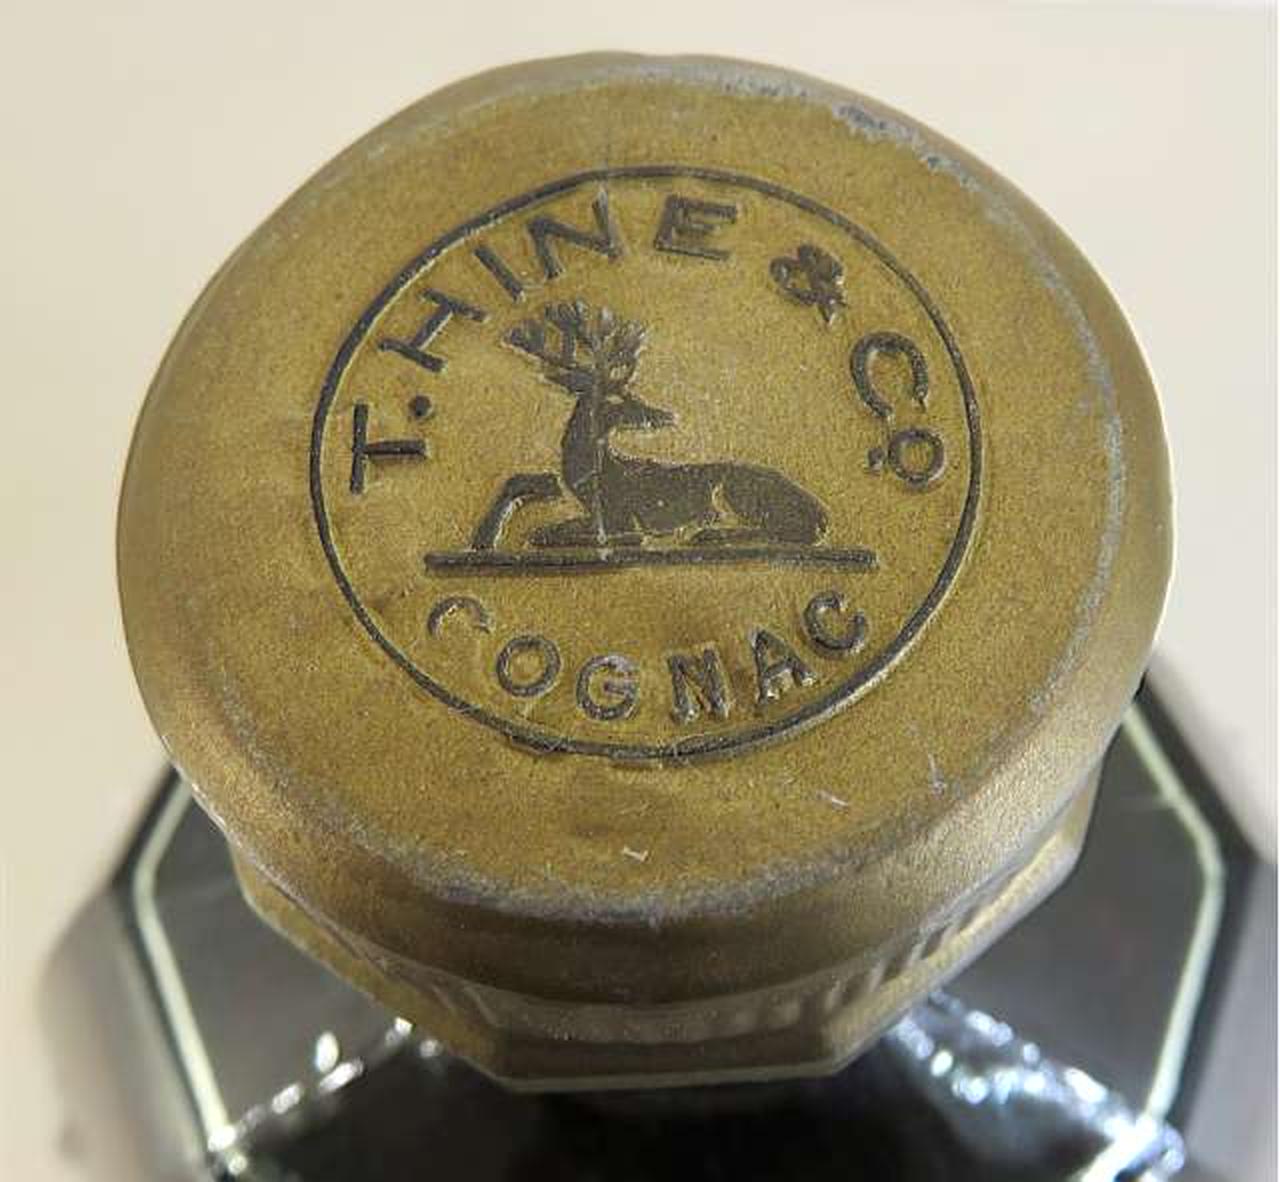 T. HINE & Co
COGNAC